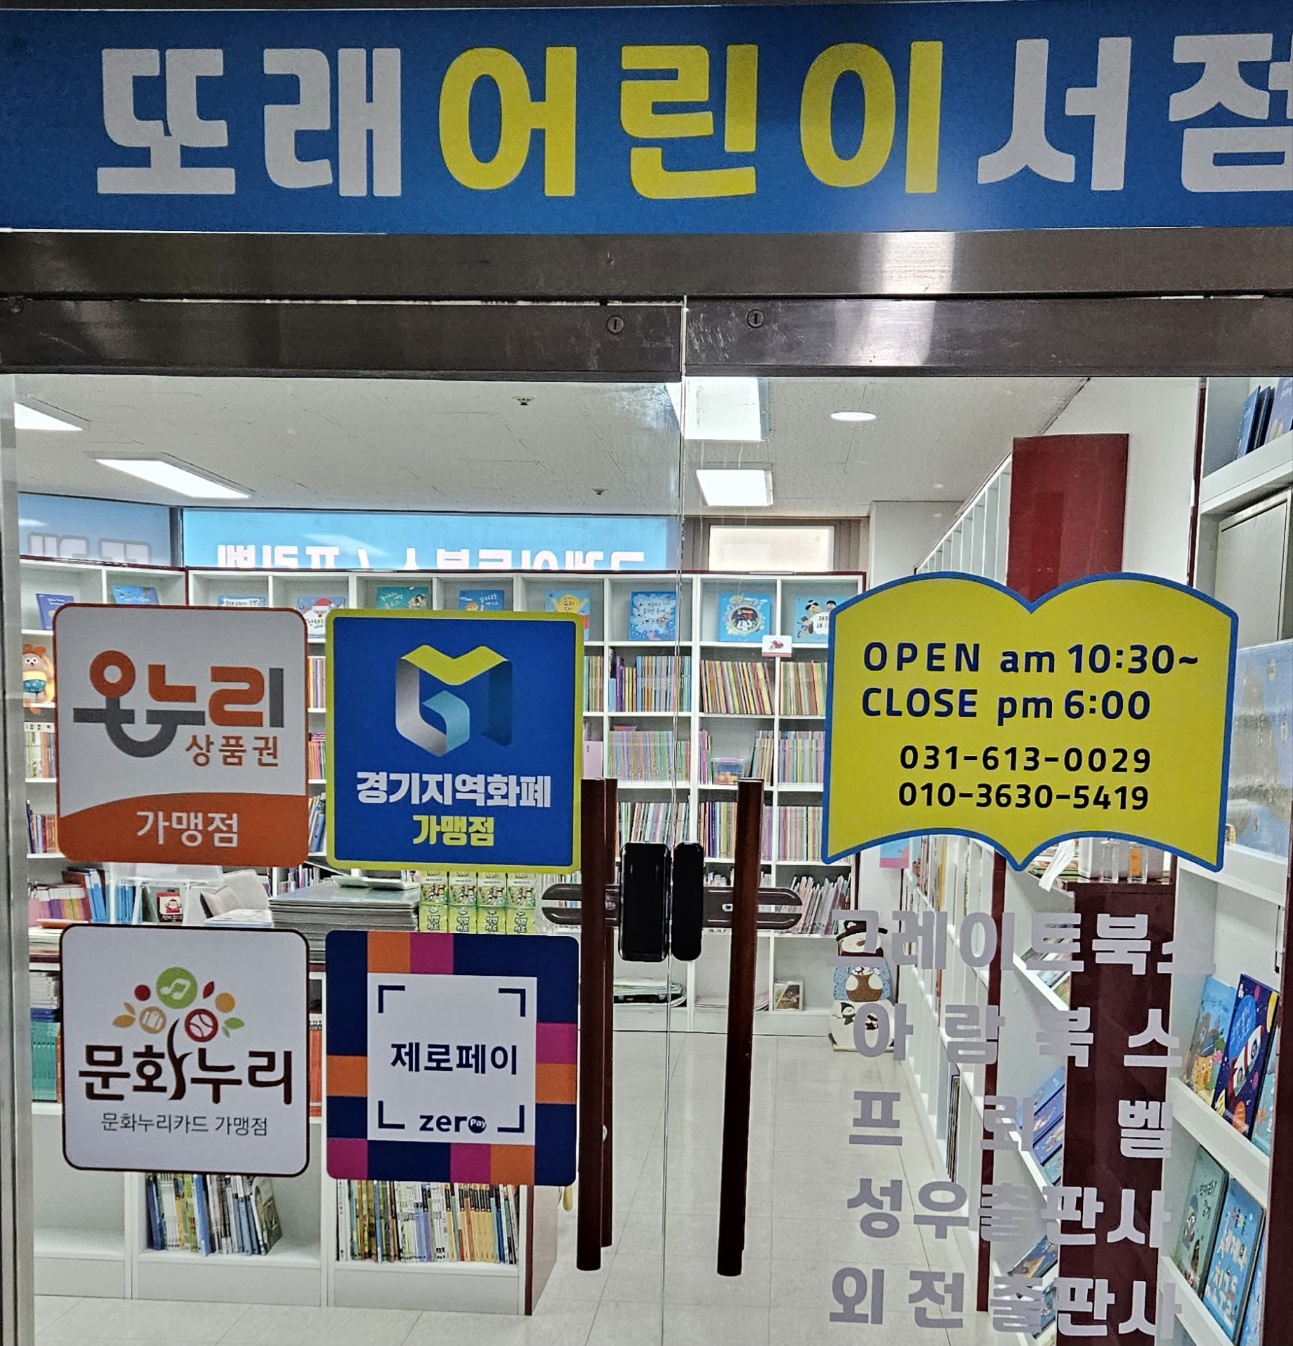 또래어린이서점
온누리
상품권
가맹점
경기지역화폐
가맹점
OPEN am 10:30~
CLOSE pm 6:00
031-613-0029
010-3630-5419
문화누리
문화누리카드 가맹점
제로페이
zeroPay
그레이트북스
아람북스
프뢰벨
성우출판사
외전출판사